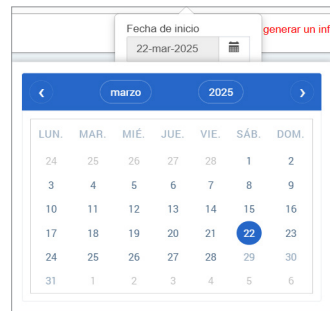 Fecha de inicio
generar un inf
22-mar-2025
marzo 2025
LUN. MAR. MIÉ. JUE. VIE. SÁB. DOM.
24 25 26 27 28 1 2
3 4 5 6 7 8 9
10 11 12 13 14 15 16
17 18 19 20 21 22 23
24 25 26 27 28 29 30
31 1 2 3 4 5 6